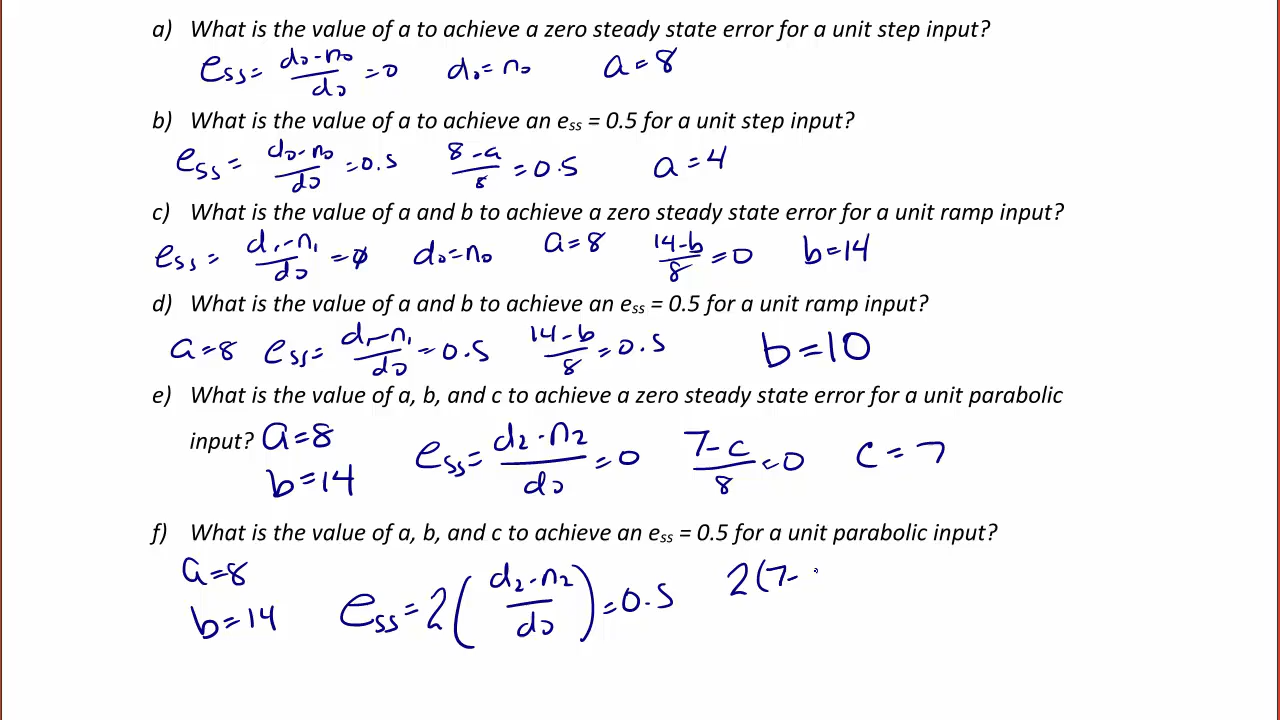 a) What is the value of a to achieve a zero steady state error for a unit step input?
ess = (d0-n0)/d0 = 0 d0=n0 a=8
b) What is the value of a to achieve an ess = 0.5 for a unit step input?
ess = (d0-n0)/d0 = 0.5 (8-a)/8 = 0.5 a=4
c) What is the value of a and b to achieve a zero steady state error for a unit ramp input?
ess = (d1-n1)/d0 = 0 d0=n0 a=8 (14-b)/8 = 0 b=14
d) What is the value of a and b to achieve an ess = 0.5 for a unit ramp input?
a=8 ess = (d1-n1)/d0 = 0.5 (14-b)/8 = 0.5 b=10
e) What is the value of a, b, and c to achieve a zero steady state error for a unit parabolic
input? a=8
b=14 ess = (d2-n2)/d0 = 0 (7-c)/8 = 0 c=7
f) What is the value of a, b, and c to achieve an ess = 0.5 for a unit parabolic input?
a=8
b=14 ess = 2((d2-n2)/d0) = 0.5 2(7-